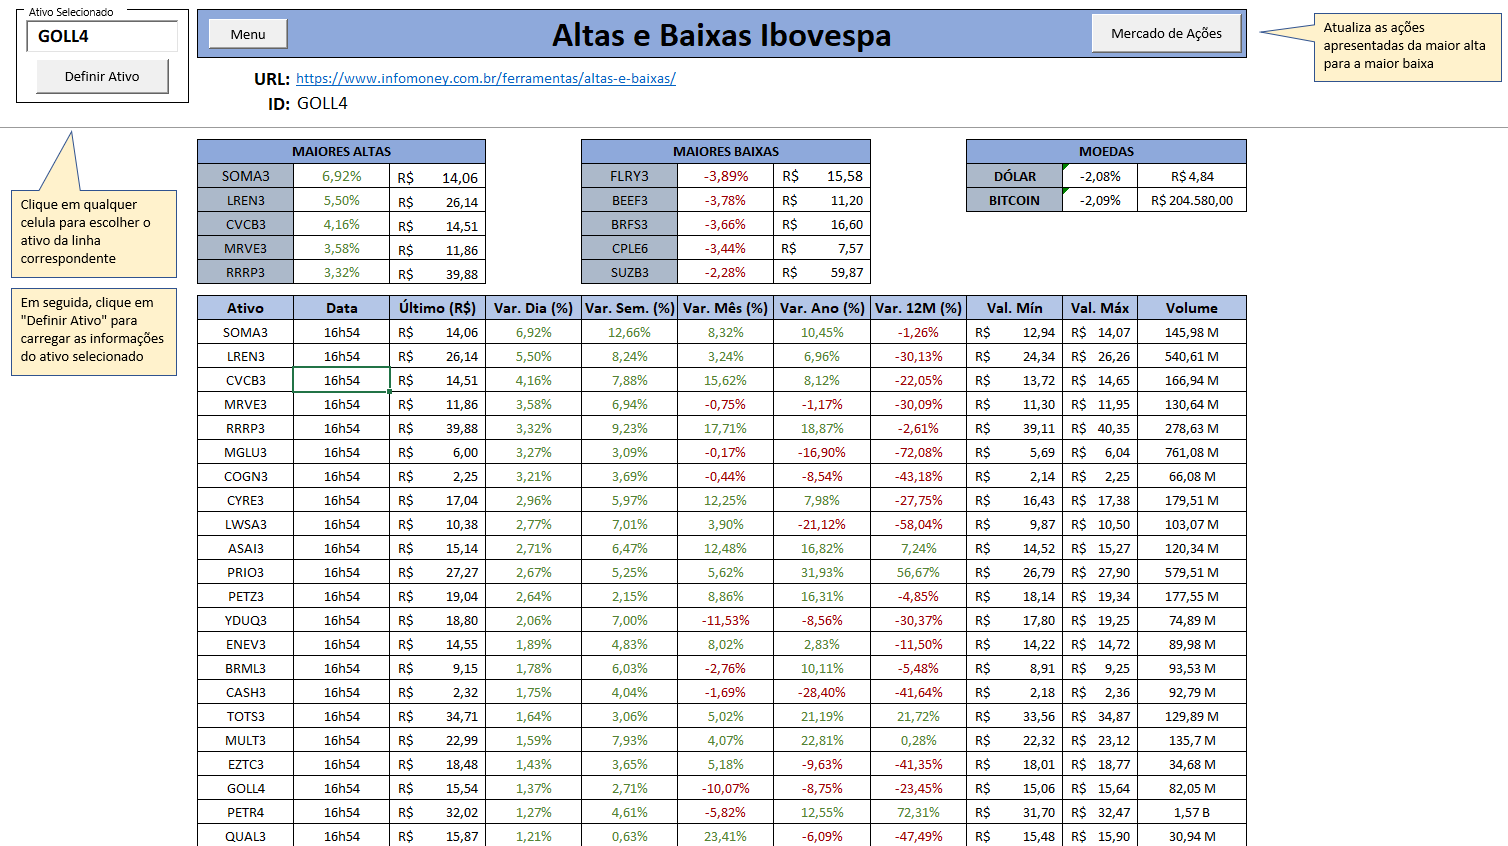 Ativo Selecionado
GOLL4
Definir Ativo
Menu
Altas e Baixas Ibovespa
Mercado de Ações
Atualiza as ações
apresentadas da maior alta
para a maior baixa
URL: https://www.infomoney.com.br/ferramentas/altas-e-baixas/
ID: GOLL4
Clique em qualquer
celula para escolher o
ativo da linha
correspondente
Em seguida, clique em
"Definir Ativo" para
carregar as informações
do ativo selecionado
MAIORES ALTAS
SOMA3 6,92% R$ 14,06
LREN3 5,50% R$ 26,14
CVCB3 4,16% R$ 14,51
MRVE3 3,58% R$ 11,86
RRRP3 3,32% R$ 39,88
MAIORES BAIXAS
FLRY3 -3,89% R$ 15,58
BEEF3 -3,78% R$ 11,20
BRFS3 -3,66% R$ 16,60
CPLE6 -3,44% R$ 7,57
SUZB3 -2,28% R$ 59,87
MOEDAS
DÓLAR -2,08% R$ 4,84
BITCOIN -2,09% R$ 204.580,00
Ativo Data Último (R$) Var. Dia (%) Var. Sem. (%) Var. Mês (%) Var. Ano (%) Var. 12M (%) Val. Mín Val. Máx Volume
SOMA3 16h54 R$ 14,06 6,92% 12,66% 8,32% 10,45% -1,26% R$ 12,94 R$ 14,07 145,98 M
LREN3 16h54 R$ 26,14 5,50% 8,24% 3,24% 6,96% -30,13% R$ 24,34 R$ 26,26 540,61 M
CVCB3 16h54 R$ 14,51 4,16% 7,88% 15,62% 8,12% -22,05% R$ 13,72 R$ 14,65 166,94 M
MRVE3 16h54 R$ 11,86 3,58% 6,94% -0,75% -1,17% -30,09% R$ 11,30 R$ 11,95 130,64 M
RRRP3 16h54 R$ 39,88 3,32% 9,23% 17,71% 18,87% -2,61% R$ 39,11 R$ 40,35 278,63 M
MGLU3 16h54 R$ 6,00 3,27% 3,09% -0,17% -16,90% -72,08% R$ 5,69 R$ 6,04 761,08 M
COGN3 16h54 R$ 2,25 3,21% 3,69% -0,44% -8,54% -43,18% R$ 2,14 R$ 2,25 66,08 M
CYRE3 16h54 R$ 17,04 2,96% 5,97% 12,25% 7,98% -27,75% R$ 16,43 R$ 17,38 179,51 M
LWSA3 16h54 R$ 10,38 2,77% 7,01% 3,90% -21,12% -58,04% R$ 9,87 R$ 10,50 103,07 M
ASAI3 16h54 R$ 15,14 2,71% 6,47% 12,48% 16,82% 7,24% R$ 14,52 R$ 15,27 120,34 M
PRIO3 16h54 R$ 27,27 2,67% 5,25% 5,62% 31,93% 56,67% R$ 26,79 R$ 27,90 579,51 M
PETZ3 16h54 R$ 19,04 2,64% 2,15% 8,86% 16,31% -4,85% R$ 18,14 R$ 19,34 177,55 M
YDUQ3 16h54 R$ 18,80 2,06% 7,00% -11,53% -8,56% -30,37% R$ 17,80 R$ 19,25 74,89 M
ENEV3 16h54 R$ 14,55 1,89% 4,83% 8,02% 2,83% -11,50% R$ 14,22 R$ 14,72 89,98 M
BRML3 16h54 R$ 9,15 1,78% 6,03% -2,76% 10,11% -5,48% R$ 8,91 R$ 9,25 93,53 M
CASH3 16h54 R$ 2,32 1,75% 4,04% -1,69% -28,40% -41,64% R$ 2,18 R$ 2,36 92,79 M
TOTS3 16h54 R$ 34,71 1,64% 3,06% 5,02% 21,19% 21,72% R$ 33,56 R$ 34,87 129,89 M
MULT3 16h54 R$ 22,99 1,59% 7,93% 4,07% 22,81% 0,28% R$ 22,32 R$ 23,12 135,7 M
EZTC3 16h54 R$ 18,48 1,43% 3,65% 5,18% -9,63% -41,35% R$ 18,01 R$ 18,77 34,68 M
GOLL4 16h54 R$ 15,54 1,37% 2,71% -10,07% -8,75% -23,45% R$ 15,06 R$ 15,64 82,05 M
PETR4 16h54 R$ 32,02 1,27% 4,61% -5,82% 12,55% 72,31% R$ 31,70 R$ 32,47 1,57 B
QUAL3 16h54 R$ 15,87 1,21% 0,63% 23,41% -6,09% -47,49% R$ 15,48 R$ 15,90 30,94 M